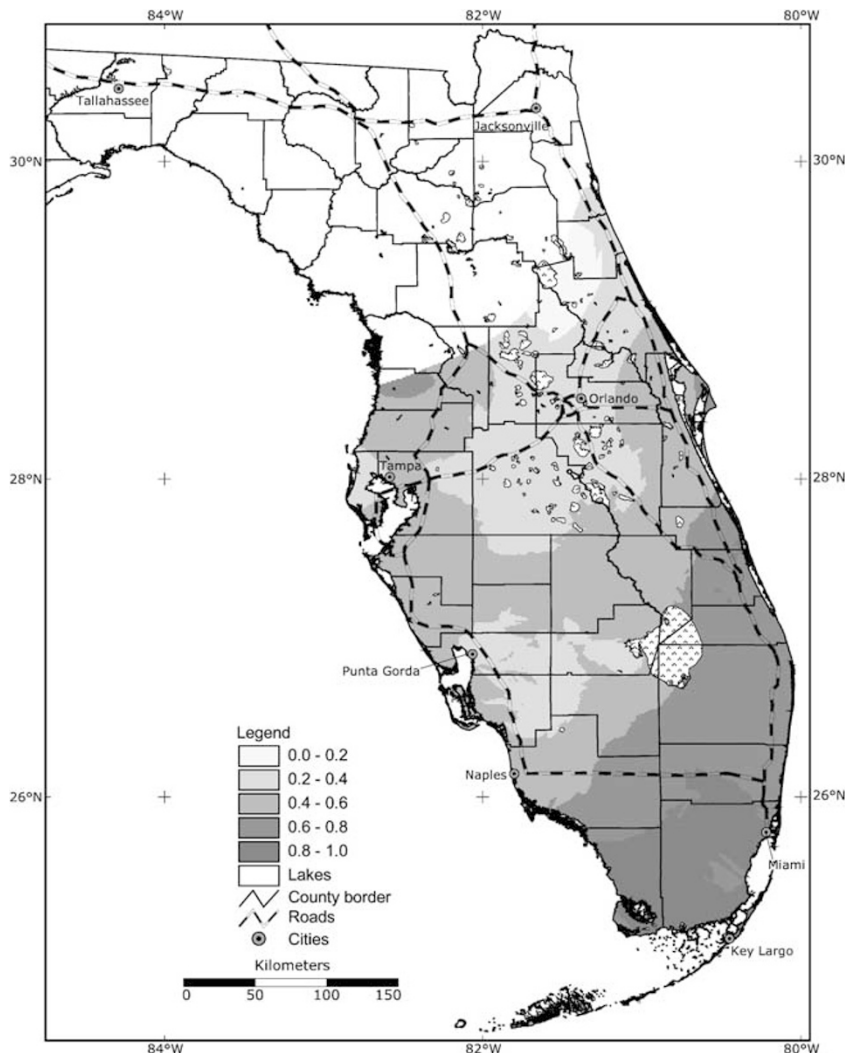 84°W 82°W 80°W
Tallahassee
Jacksonville
30°N 30°N
Orlando
Tampa
28°N 28°N
Punta Gorda
Legend
0.0 - 0.2
0.2 - 0.4
0.4 - 0.6
0.6 - 0.8
0.8 - 1.0
Lakes
County border
Roads
Cities
Naples
26°N 26°N
Miami
Key Largo
Kilometers
0 50 100 150
84°W 82°W 80°W